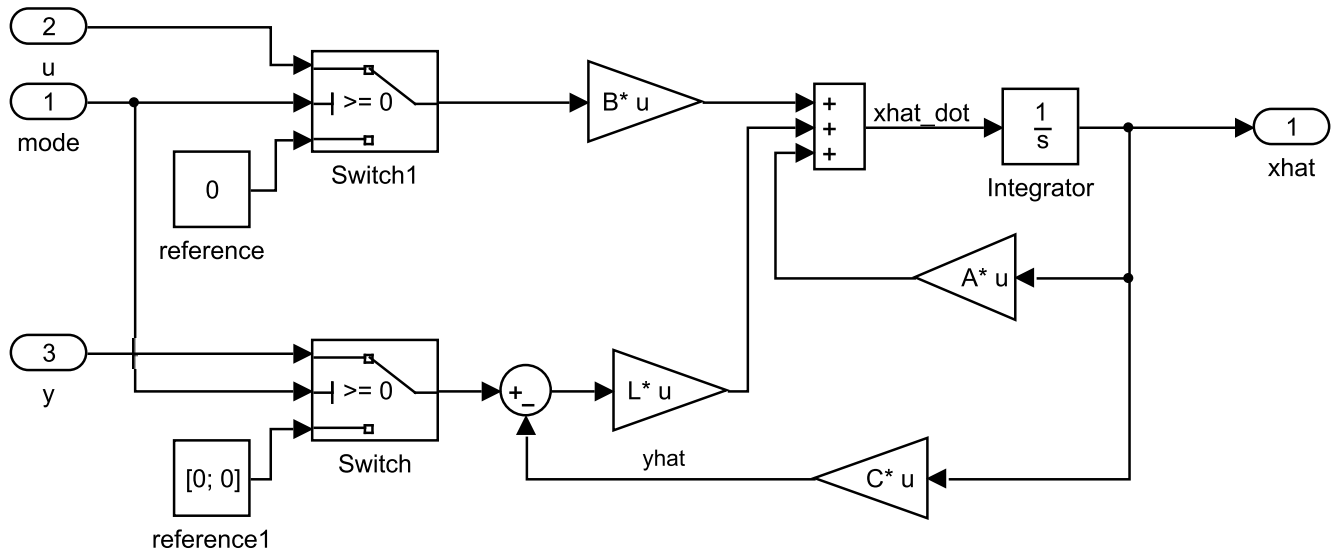 2
u
1
mode
>= 0
Switch1
0
reference
B* u
+
+
+
xhat_dot
1
s
Integrator
1
xhat
A* u
3
y
>= 0
Switch
[0; 0]
reference1
+
–
L* u
yhat
C* u